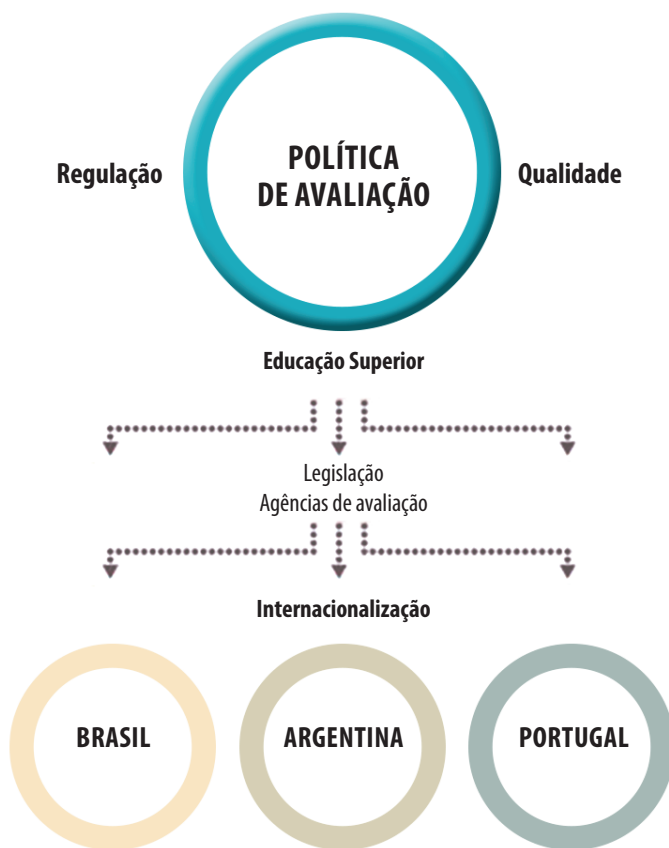 POLÍTICA
DE AVALIAÇÃO
Regulação
Qualidade
Educação Superior
Legislação
Agências de avaliação
Internacionalização
BRASIL
ARGENTINA
PORTUGAL